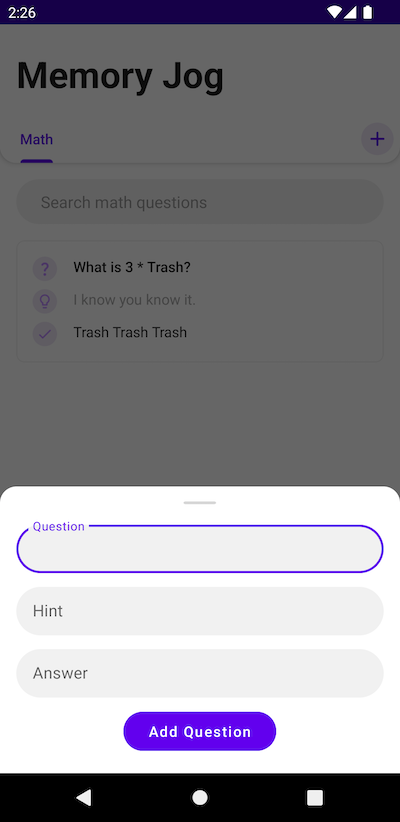 2:26
Memory Jog
Math
Search math questions
What is 3 * Trash?
I know you know it.
Trash Trash Trash
Question
Hint
Answer
Add Question